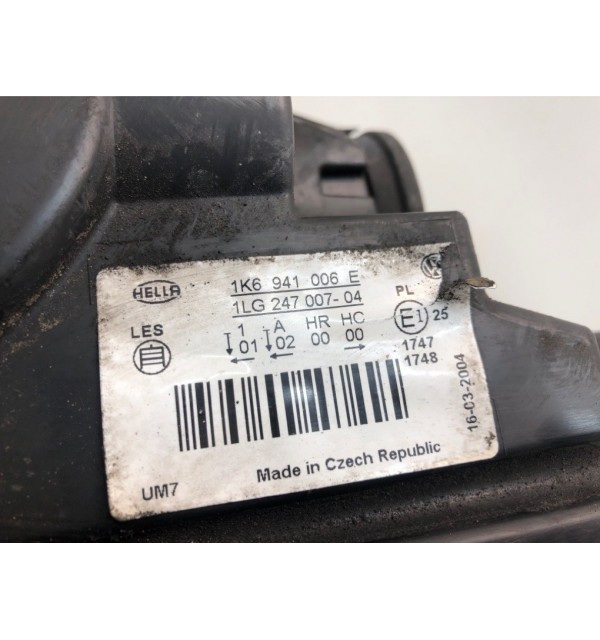 HELLA
1K6 941 006 E
1LG 247 007-04
PL
LES
1 A HR HC
01 02 00 00
E1 25
1747
1748
16-03-2004
Made in Czech Republic
UM7